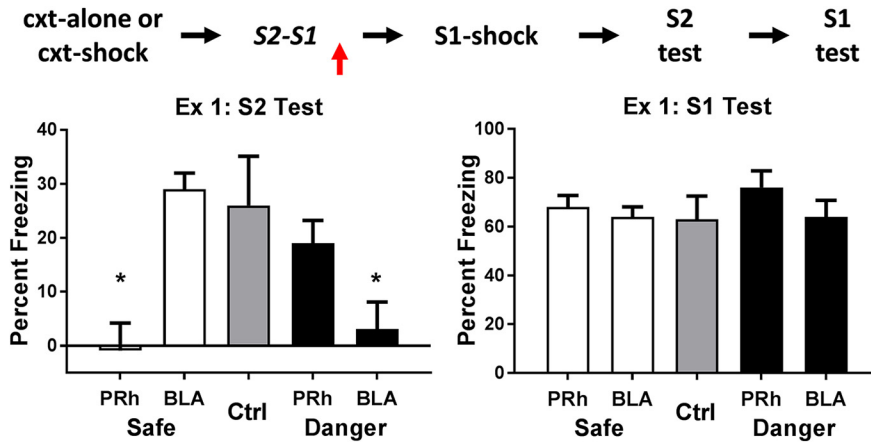 cxt-alone or
cxt-shock
S2-S1
S1-shock
S2
test
S1
test
Ex 1: S2 Test
Percent Freezing
40
30
20
10
0
*
*
PRh BLA Ctrl PRh BLA
Safe Danger
Ex 1: S1 Test
Percent Freezing
100
80
60
40
20
0
PRh BLA Ctrl PRh BLA
Safe Danger